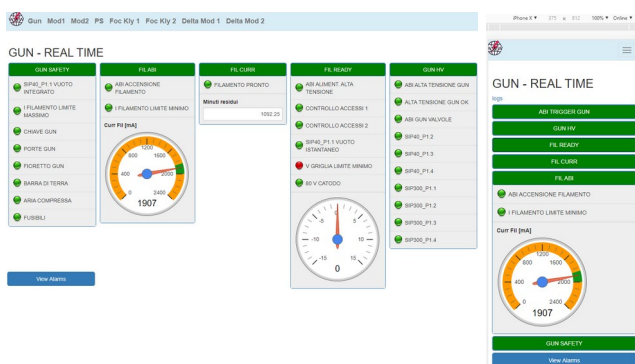 Gun Mod1 Mod2 PS Foc Kly 1 Foc Kly 2 Delta Mod 1 Delta Mod 2
GUN - REAL TIME
GUN SAFETY
SIP40_P1.1 VUOTO
INTEGRATO
I FILAMENTO LIMITE
MASSIMO
CHIAVE GUN
PORTE GUN
FIORETTO GUN
BARRA DI TERRA
ARIA COMPRESSA
FUSIBILI
View Alarms
FIL ABI
ABI ACCENSIONE
FILAMENTO
I FILAMENTO LIMITE MINIMO
Curr Fil [mA]
1200
800 1600
400 2000
0 2400
1907
FIL CURR
FILAMENTO PRONTO
Minuti residui
1092.25
FIL READY
ABI ALIMENT. ALTA
TENSIONE
CONTROLLO ACCESSI 1
CONTROLLO ACCESSI 2
SIP40_P1.1 VUOTO
ISTANTANEO
V GRIGLIA LIMITE MINIMO
50 V CATODO
0
-5 5
-10 10
-15 15
0
GUN HV
ABI ALTA TENSIONE GUN
ALTA TENSIONE GUN OK
ABI GUN VALVOLE
SIP40_P1.2
SIP40_P1.3
SIP40_P1.4
SIP300_P1.1
SIP300_P1.2
SIP300_P1.3
SIP300_P1.4
iPhone X ▼ 375 x 812 100% ▼ Online ▼
GUN - REAL TIME
logs
ABI TRIGGER GUN
GUN HV
FIL READY
FIL CURR
FIL ABI
ABI ACCENSIONE FILAMENTO
I FILAMENTO LIMITE MINIMO
Curr Fil [mA]
1200
800 1600
400 2000
0 2400
1907
GUN SAFETY
View Alarms